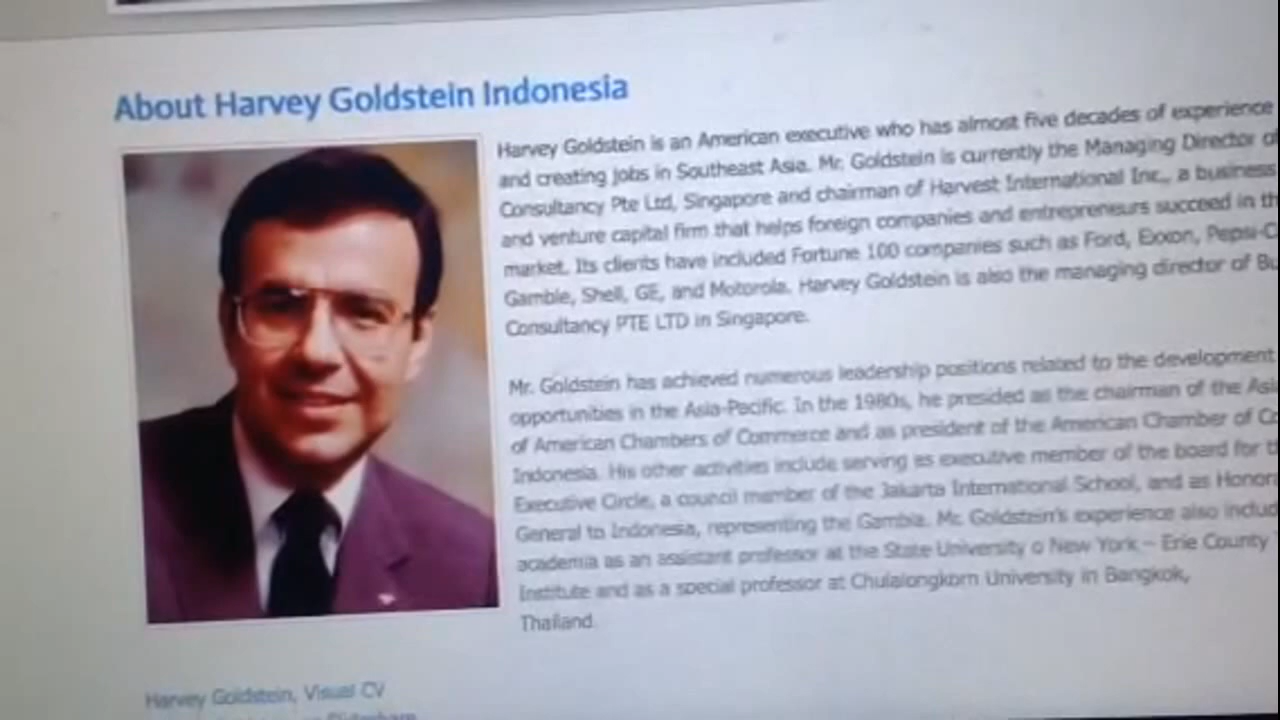 About Harvey Goldstein Indonesia
Harvey Goldstein is an American executive who has almost five decades of experience
and creating jobs in Southeast Asia. Mr. Goldstein is currently the Managing Director
Consultancy Pte Ltd, Singapore and chairman of Harvest International Inc., a business
and venture capital firm that helps foreign companies and entrepreneurs succeed in
market. Its clients have included Fortune 100 companies such as Ford, Exxon,
Gamble, Shell, GE, and Motorola. Harvey Goldstein is also the managing director of
Consultancy PTE LTD in Singapore.
Mr. Goldstein has achieved numerous leadership positions related to the development
opportunities in the Asia-Pacific. In the 1980s, he presided as the chairman of the
of American Chambers of Commerce and as president of the American Chamber of
Indonesia. His other activities include serving as executive member of the board for
Executive Circle, a council member of the Jakarta International School, and as
General to Indonesia, representing the Gambia. Mr. Goldstein's experience also
academia as an assistant professor at the State University o New York – Erie County
Institute and as a special professor at Chulalongkorn University in Bangkok,
Thailand.
Harvey Goldstein, Visual CV